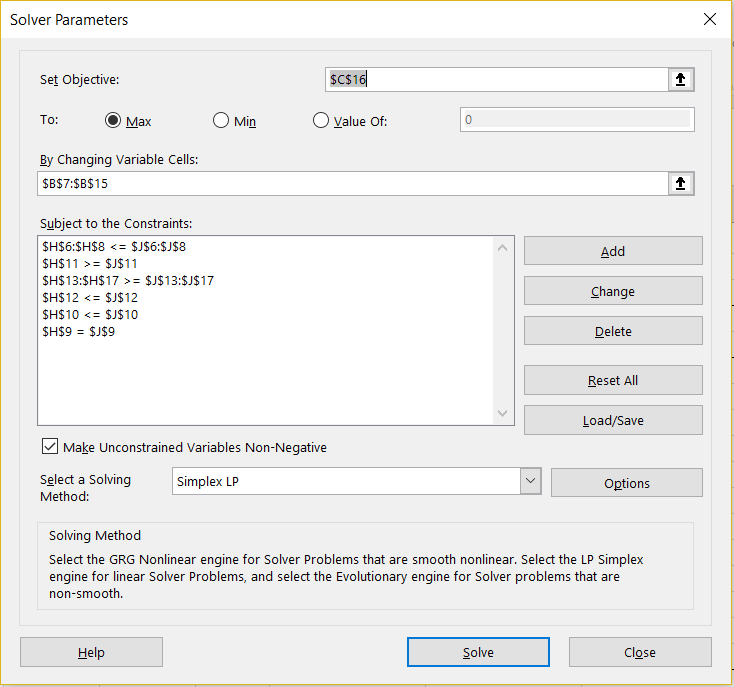 Solver Parameters
Set Objective:
$C$16
To:
Max
Min
Value Of:
0
By Changing Variable Cells:
$B$7:$B$15
Subject to the Constraints:
$H$6:$H$8 <= $J$6:$J$8
$H$11 >= $J$11
$H$13:$H$17 >= $J$13:$J$17
$H$12 <= $J$12
$H$10 <= $J$10
$H$9 = $J$9
Add
Change
Delete
Reset All
Load/Save
Make Unconstrained Variables Non-Negative
Select a Solving
Method:
Simplex LP
Options
Solving Method
Select the GRG Nonlinear engine for Solver Problems that are smooth nonlinear. Select the LP Simplex
engine for linear Solver Problems, and select the Evolutionary engine for Solver problems that are
non-smooth.
Help
Solve
Close